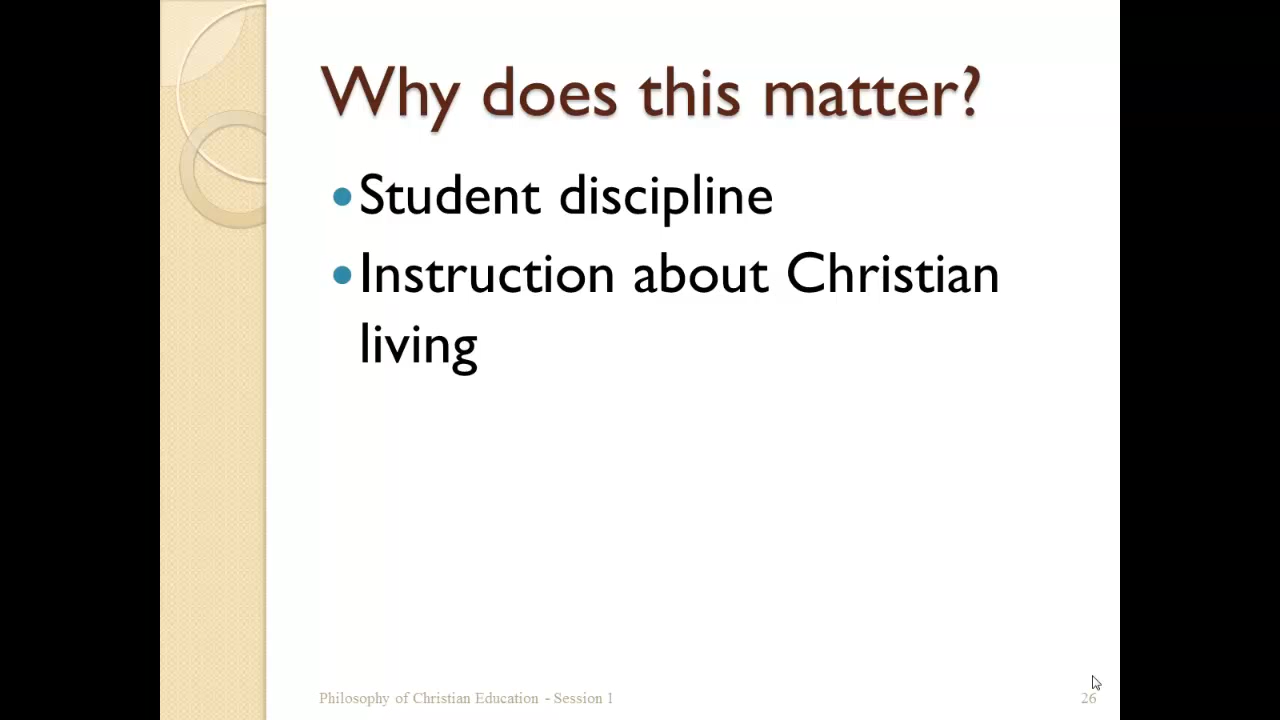 Why does this matter?
Student discipline
Instruction about Christian
living
Philosophy of Christian Education - Session 1
26